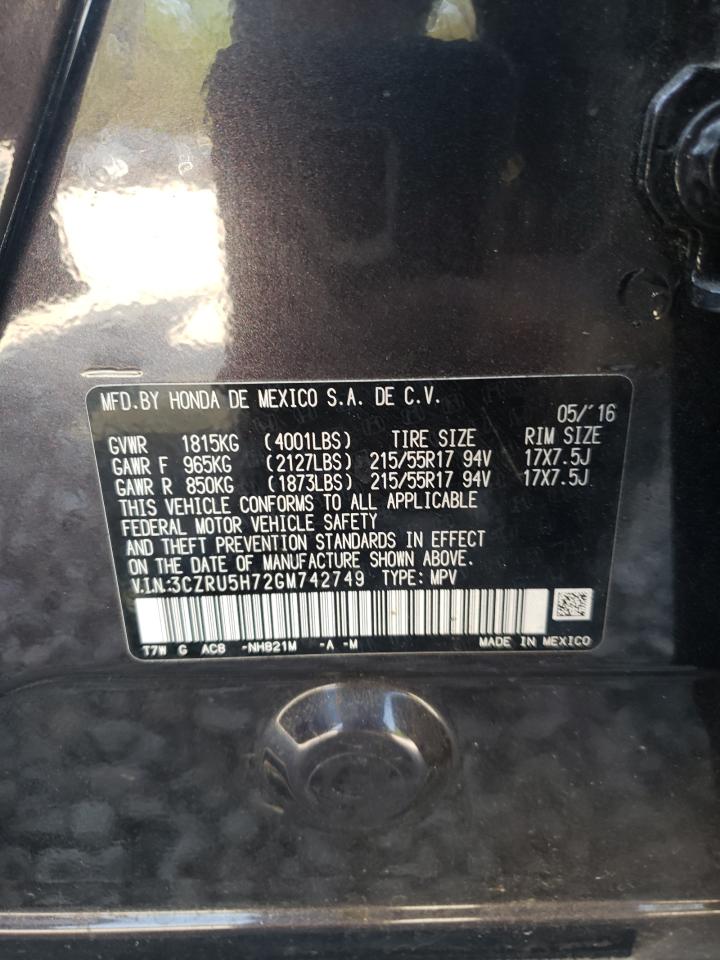 MFD.BY HONDA DE MEXICO S.A. DE C.V.
05/'16
GVWR 1815KG (4001LBS) TIRE SIZE RIM SIZE
GAWR F 965KG (2127LBS) 215/55R17 94V 17X7.5J
GAWR R 850KG (1873LBS) 215/55R17 94V 17X7.5J
THIS VEHICLE CONFORMS TO ALL APPLICABLE
FEDERAL MOTOR VEHICLE SAFETY
AND THEFT PREVENTION STANDARDS IN EFFECT
ON THE DATE OF MANUFACTURE SHOWN ABOVE.
V.I.N:3CZRU5H72GM742749 TYPE: MPV
T7W G ACB -NH821M -A -M MADE IN MEXICO